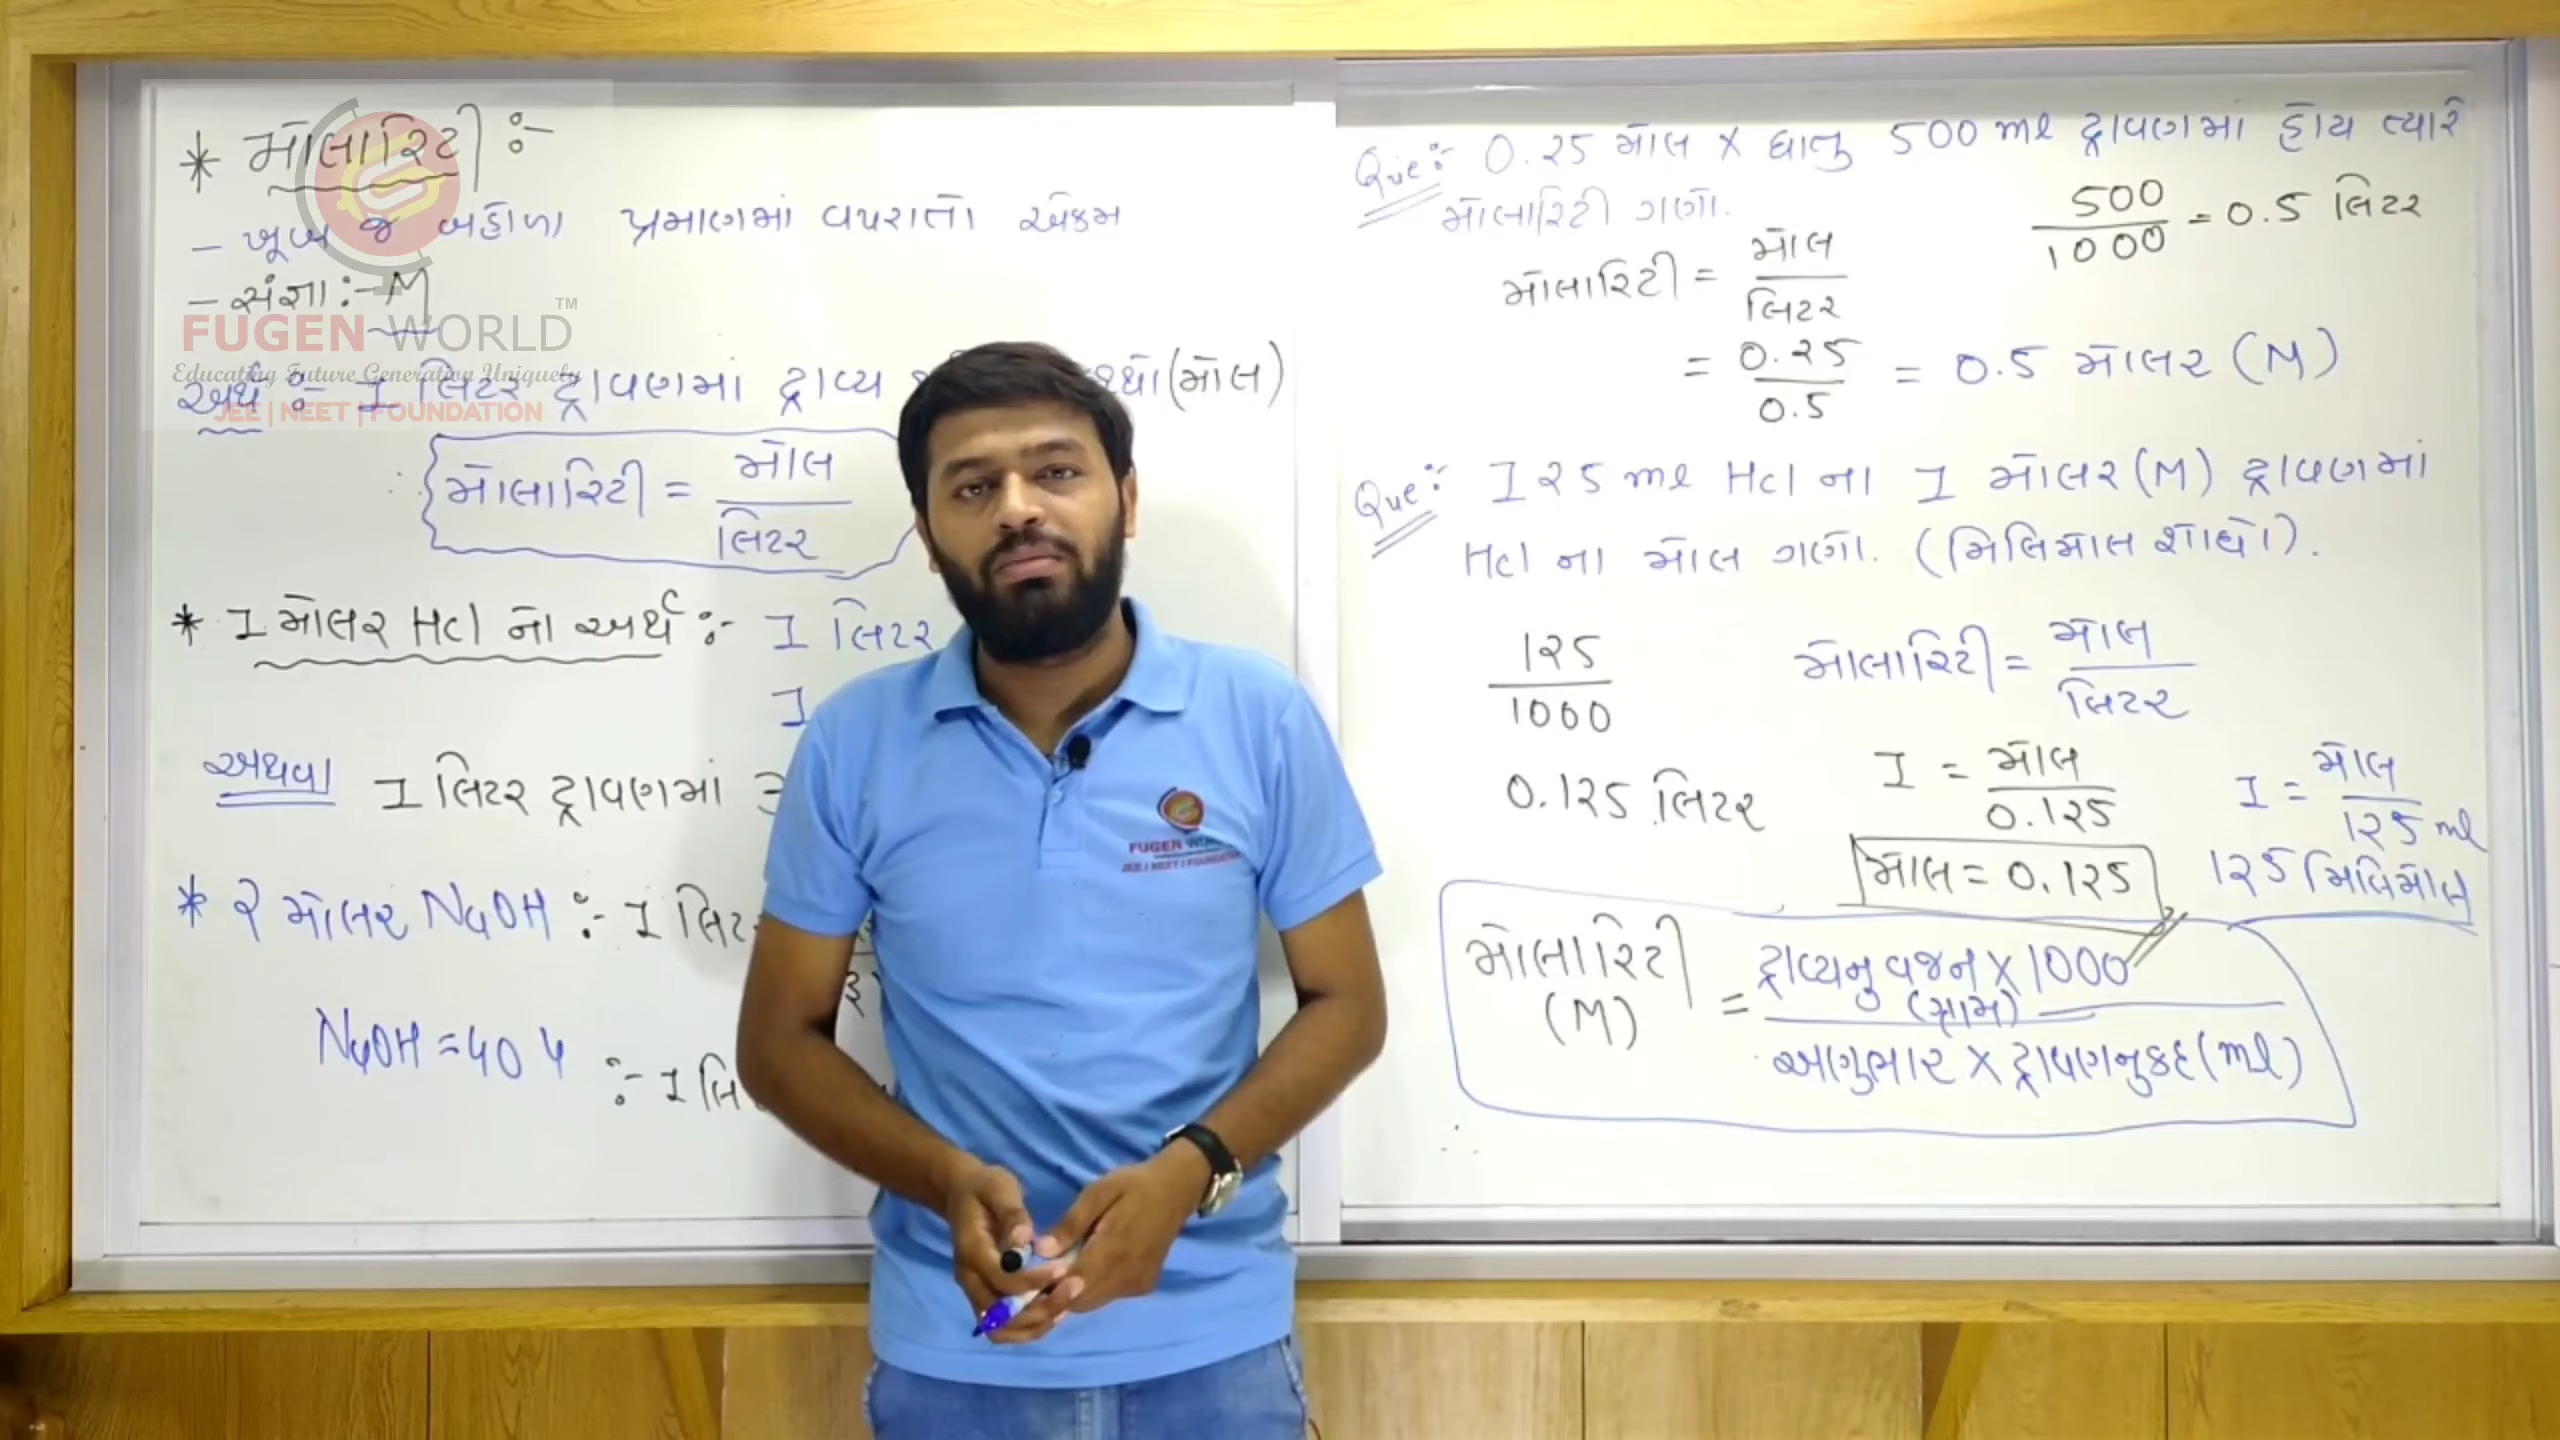 * મોલારિટી :-
- ખૂબ જ બહોળા પ્રમાણમાં વપરાતો એકમ
- સંજ્ઞા :- M
FUGEN WORLD™
Educating Future Generation Uniquely
JEE | NEET | FOUNDATION
અર્થ :- 1 લિટર દ્રાવણમાં દ્રાવ્ય (મોલ)
મોલારિટી = મોલ / લિટર
* 1 મોલર HCl નો અર્થ :- 1 લિટર
1
અથવા 1 લિટર દ્રાવણમાં
* 2 મોલર NaOH :- 1 લિટર
NaOH = 40
:- 1 લિ
FUGEN WORLD
JEE | NEET | FOUNDATION
Que :- 0.25 મોલ X ધાતુ 500 ml દ્રાવણમાં હોય ત્યારે
મોલારિટી ગણો.
500 / 1000 = 0.5 લિટર
મોલારિટી = મોલ / લિટર
= 0.25 / 0.5 = 0.5 મોલર (M)
Que :- 125 ml HCl ના 1 મોલર (M) દ્રાવણમાં
HCl ના મોલ ગણો. (મિલિમોલ શોધો).
125 / 1000
મોલારિટી = મોલ / લિટર
0.125 લિટર
1 = મોલ / 0.125
1 = મોલ / 125 ml
મોલ = 0.125
125 મિલિમોલ
મોલારિટી (M) = દ્રાવ્યનુ વજન (ગ્રામ) X 1000 / અણુભાર X દ્રાવણનુ કદ (ml)